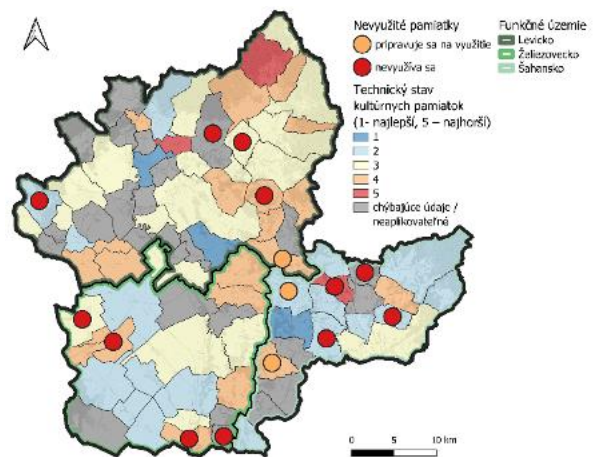 Nevyužité pamiatky
pripravuje sa na využitie
nevyužíva sa
Technický stav
kultúrnych pamiatok
(1- najlepší, 5 – najhorší)
1
2
3
4
5
chýbajúce údaje /
neaplikovateľné
Funkčné územie
Levicko
Želiezovecko
Šahansko
0 5 10 km